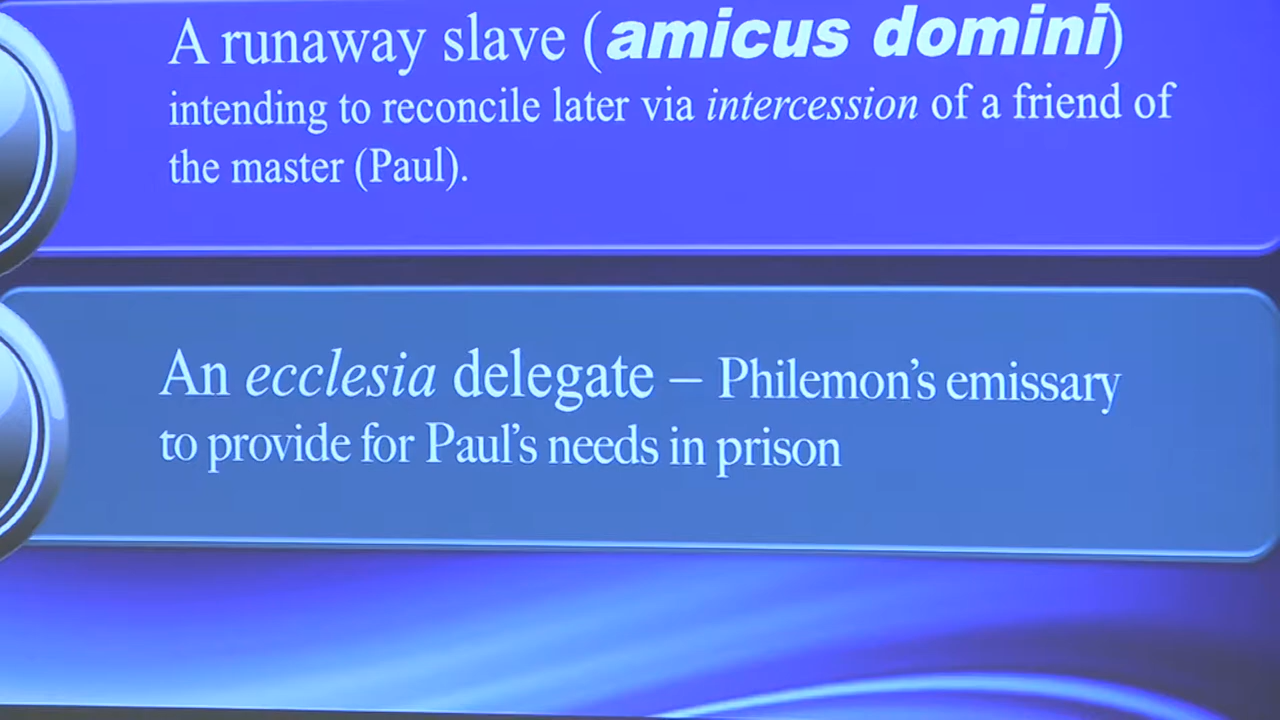 A runaway slave (amicus domini)
intending to reconcile later via intercession of a friend of
the master (Paul).
An ecclesia delegate – Philemon's emissary
to provide for Paul's needs in prison